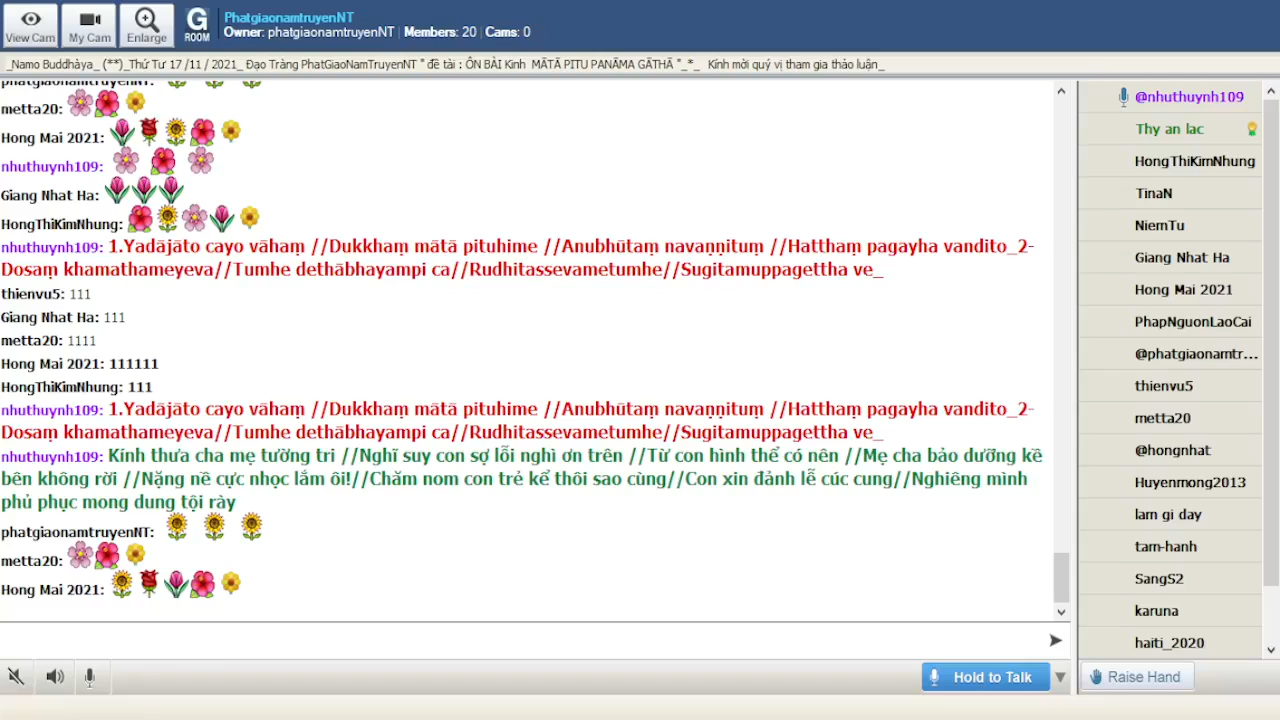 View Cam
My Cam
Enlarge
G
ROOM
PhatgiaonamtruyenNT
Owner: phatgiaonamtruyenNT | Members: 20 | Cams: 0
_Namo Buddhàya_ (**)_Thứ Tư 17 /11 / 2021_ Đạo Tràng PhatGiaoNamTruyenNT " đề tài : ÔN BÀI Kinh MĀTĀ PITU PANĀMA GĀTHĀ "_*_ Kính mời quý vị tham gia thảo luận_
phatgiaonamtruyenNT:
metta20:
Hong Mai 2021:
nhuthuynh109:
Giang Nhat Ha:
HongThiKimNhung:
nhuthuynh109: 1.Yadājāto cayo vāhaṃ //Dukkhaṃ mātā pituhime //Anubhūtaṃ navaṇṇituṃ //Hatthaṃ pagayha vandito_2-
Dosaṃ khamathameyeva//Tumhe dethābhayampi ca//Rudhitassevametumhe//Sugitamuppagettha ve_
thienvu5: 111
Giang Nhat Ha: 111
metta20: 1111
Hong Mai 2021: 111111
HongThiKimNhung: 111
nhuthuynh109: 1.Yadājāto cayo vāhaṃ //Dukkhaṃ mātā pituhime //Anubhūtaṃ navaṇṇituṃ //Hatthaṃ pagayha vandito_2-
Dosaṃ khamathameyeva//Tumhe dethābhayampi ca//Rudhitassevametumhe//Sugitamuppagettha ve_
nhuthuynh109: Kính thưa cha mẹ tường tri //Nghĩ suy con sợ lỗi nghì ơn trên //Từ con hình thể có nên //Mẹ cha bảo dưỡng kề
bên không rời //Nặng nề cực nhọc lắm ôi!//Chăm nom con trẻ kể thôi sao cùng//Con xin đảnh lễ cúc cung//Nghiêng mình
phủ phục mong dung tội rày
phatgiaonamtruyenNT:
metta20:
Hong Mai 2021:
@nhuthuynh109
Thy an lac
HongThiKimNhung
TinaN
NiemTu
Giang Nhat Ha
Hong Mai 2021
PhapNguonLaoCai
@phatgiaonamtr...
thienvu5
metta20
@hongnhat
Huyenmong2013
lam gi day
tam-hanh
SangS2
karuna
haiti_2020
Hold to Talk
Raise Hand